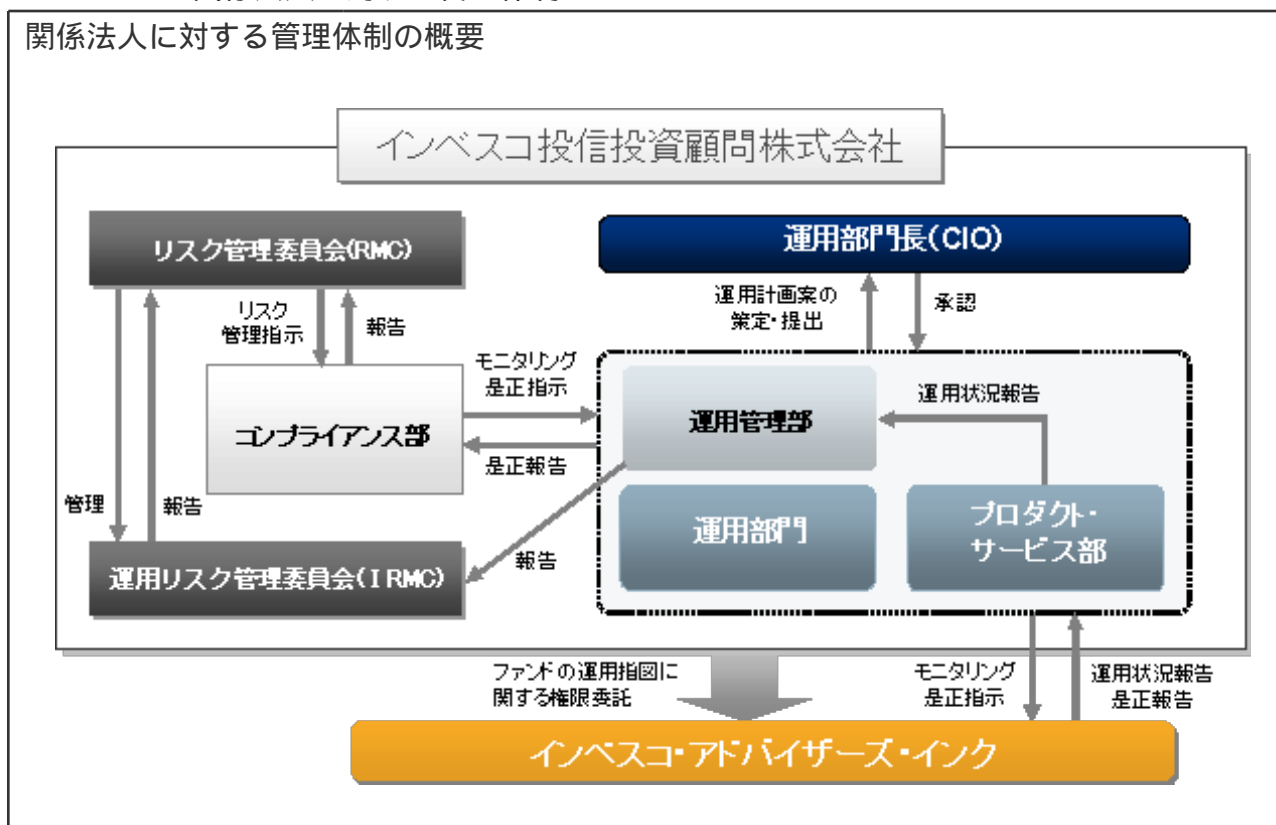 関係法人に対する管理体制の概要
インベスコ投信投資顧問株式会社
リスク管理委員会(RMC)
運用部門長(CIO)
リスク
管理指示
報告
運用計画案の
策定・提出
承認
モニタリング
是正指示
コンプライアンス部
是正報告
運用管理部
運用状況報告
管理
報告
運用部門
プロダクト・
サービス部
報告
運用リスク管理委員会(IRMC)
ファンドの運用指図に
関する権限委託
モニタリング
是正指示
運用状況報告
是正報告
インベスコ・アドバイザーズ・インク